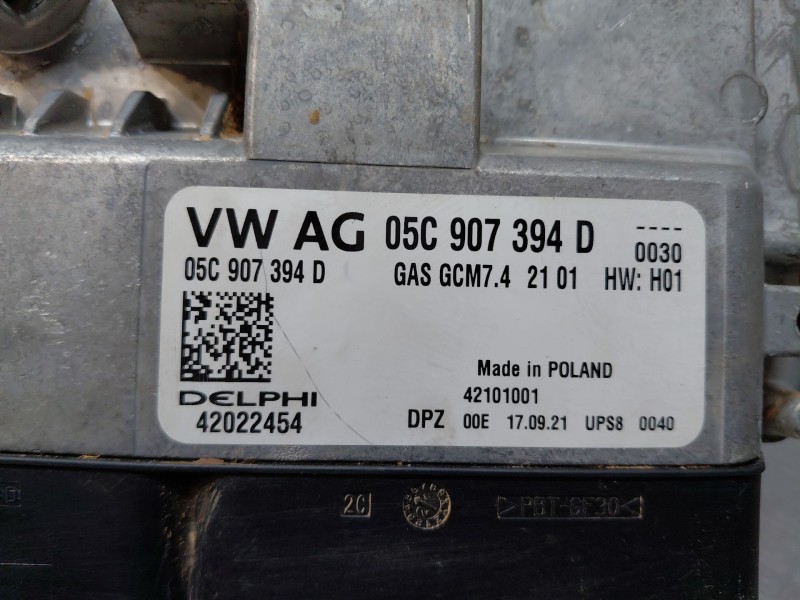 VW AG 05C 907 394 D ----
0030
05C 907 394 D GAS GCM7.4 21 01 HW: H01
Made in POLAND
DELPHI 42101001
42022454 DPZ 00E 17.09.21 UPS8 0040
2C >PBT-GF30<